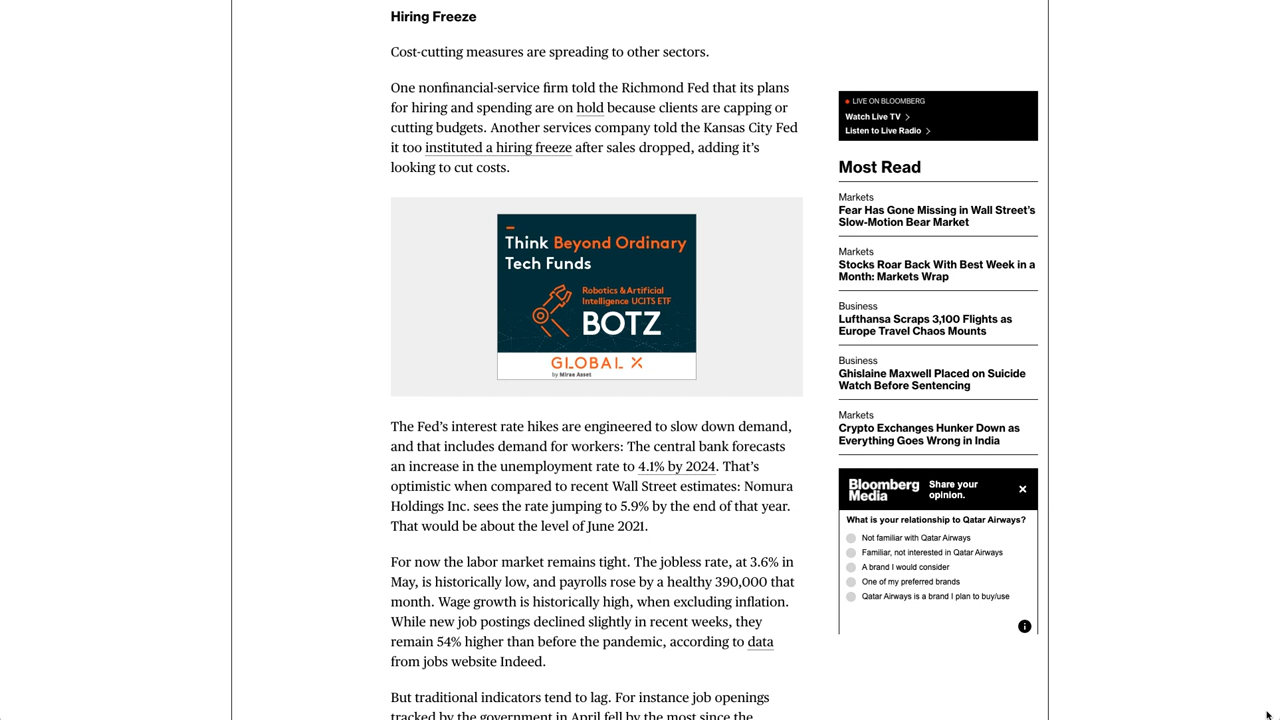 Hiring Freeze
Cost-cutting measures are spreading to other sectors.
One nonfinancial-service firm told the Richmond Fed that its plans
for hiring and spending are on hold because clients are capping or
cutting budgets. Another services company told the Kansas City Fed
it too instituted a hiring freeze after sales dropped, adding it’s
looking to cut costs.
Think Beyond Ordinary
Tech Funds
Robotics & Artificial
Intelligence UCITS ETF
BOTZ
GLOBAL X
by Mirae Asset
The Fed’s interest rate hikes are engineered to slow down demand,
and that includes demand for workers: The central bank forecasts
an increase in the unemployment rate to 4.1% by 2024. That’s
optimistic when compared to recent Wall Street estimates: Nomura
Holdings Inc. sees the rate jumping to 5.9% by the end of that year.
That would be about the level of June 2021.
For now the labor market remains tight. The jobless rate, at 3.6% in
May, is historically low, and payrolls rose by a healthy 390,000 that
month. Wage growth is historically high, when excluding inflation.
While new job postings declined slightly in recent weeks, they
remain 54% higher than before the pandemic, according to data
from jobs website Indeed.
But traditional indicators tend to lag. For instance job openings
tracked by the government in April fell by the most since the
LIVE ON BLOOMBERG
Watch Live TV
Listen to Live Radio
Most Read
Markets
Fear Has Gone Missing in Wall Street’s
Slow-Motion Bear Market
Markets
Stocks Roar Back With Best Week in a
Month: Markets Wrap
Business
Lufthansa Scraps 3,100 Flights as
Europe Travel Chaos Mounts
Business
Ghislaine Maxwell Placed on Suicide
Watch Before Sentencing
Markets
Crypto Exchanges Hunker Down as
Everything Goes Wrong in India
Bloomberg
Media
Share your
opinion.
What is your relationship to Qatar Airways?
Not familiar with Qatar Airways
Familiar, not interested in Qatar Airways
A brand I would consider
One of my preferred brands
Qatar Airways is a brand I plan to buy/use